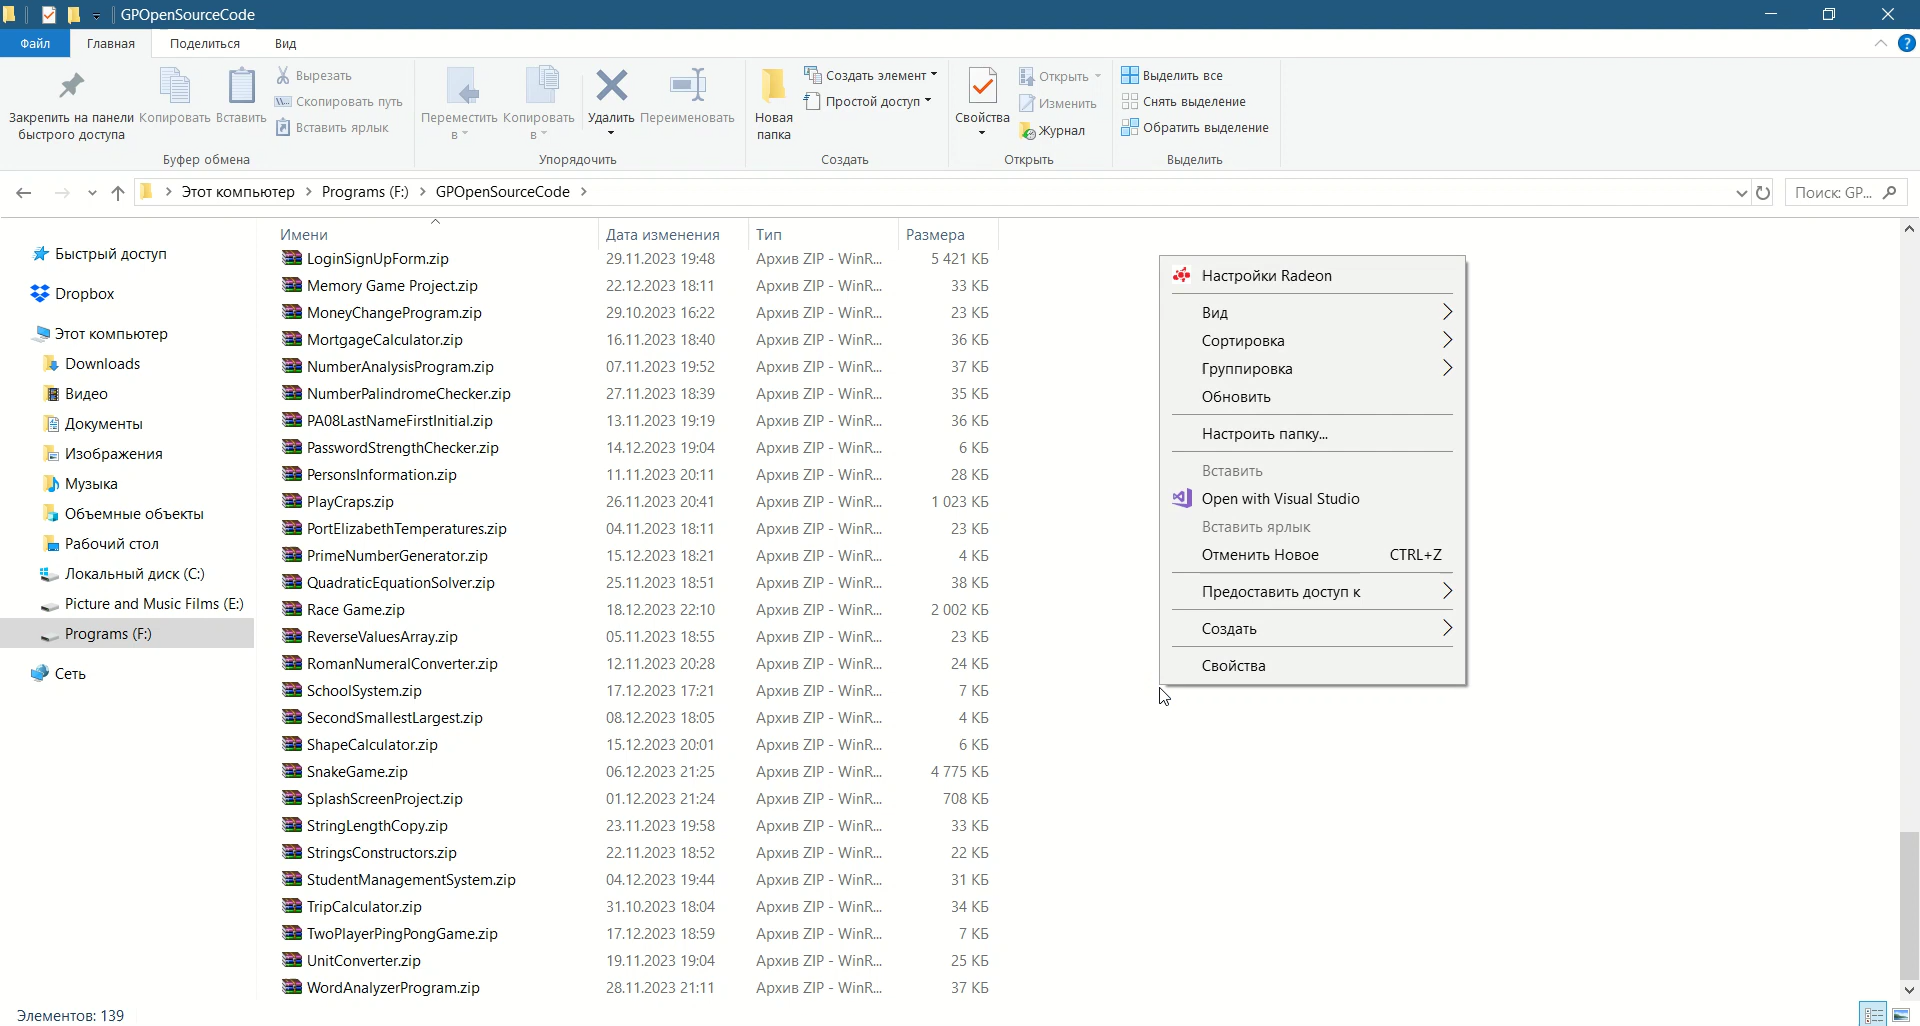 GPOpenSourceCode
Файл Главная Поделиться Вид
Закрепить на панели быстрого доступа
Копировать
Вставить
Вырезать
Скопировать путь
Вставить ярлык
Буфер обмена
Переместить в
Копировать в
Удалить
Переименовать
Упорядочить
Новая папка
Создать элемент
Простой доступ
Создать
Свойства
Открыть
Изменить
Журнал
Открыть
Выделить все
Снять выделение
Обратить выделение
Выделить
Этот компьютер > Programs (F:) > GPOpenSourceCode >
Поиск: GP...
Быстрый доступ
Dropbox
Этот компьютер
Downloads
Видео
Документы
Изображения
Музыка
Объемные объекты
Рабочий стол
Локальный диск (C:)
Picture and Music Films (E:)
Programs (F:)
Сеть
Имени Дата изменения Тип Размера
LoginSignUpForm.zip 29.11.2023 19:48 Архив ZIP - WinR... 5 421 КБ
Memory Game Project.zip 22.12.2023 18:11 Архив ZIP - WinR... 33 КБ
MoneyChangeProgram.zip 29.10.2023 16:22 Архив ZIP - WinR... 23 КБ
MortgageCalculator.zip 16.11.2023 18:40 Архив ZIP - WinR... 36 КБ
NumberAnalysisProgram.zip 07.11.2023 19:52 Архив ZIP - WinR... 37 КБ
NumberPalindromeChecker.zip 27.11.2023 18:39 Архив ZIP - WinR... 35 КБ
PA08LastNameFirstInitial.zip 13.11.2023 19:19 Архив ZIP - WinR... 36 КБ
PasswordStrengthChecker.zip 14.12.2023 19:04 Архив ZIP - WinR... 6 КБ
PersonsInformation.zip 11.11.2023 20:11 Архив ZIP - WinR... 28 КБ
PlayCraps.zip 26.11.2023 20:41 Архив ZIP - WinR... 1 023 КБ
PortElizabethTemperatures.zip 04.11.2023 18:11 Архив ZIP - WinR... 23 КБ
PrimeNumberGenerator.zip 15.12.2023 18:21 Архив ZIP - WinR... 4 КБ
QuadraticEquationSolver.zip 25.11.2023 18:51 Архив ZIP - WinR... 38 КБ
Race Game.zip 18.12.2023 22:10 Архив ZIP - WinR... 2 002 КБ
ReverseValuesArray.zip 05.11.2023 18:55 Архив ZIP - WinR... 23 КБ
RomanNumeralConverter.zip 12.11.2023 20:28 Архив ZIP - WinR... 24 КБ
SchoolSystem.zip 17.12.2023 17:21 Архив ZIP - WinR... 7 КБ
SecondSmallestLargest.zip 08.12.2023 18:05 Архив ZIP - WinR... 4 КБ
ShapeCalculator.zip 15.12.2023 20:01 Архив ZIP - WinR... 6 КБ
SnakeGame.zip 06.12.2023 21:25 Архив ZIP - WinR... 4 775 КБ
SplashScreenProject.zip 01.12.2023 21:24 Архив ZIP - WinR... 708 КБ
StringLengthCopy.zip 23.11.2023 19:58 Архив ZIP - WinR... 33 КБ
StringsConstructors.zip 22.11.2023 18:52 Архив ZIP - WinR... 22 КБ
StudentManagementSystem.zip 04.12.2023 19:44 Архив ZIP - WinR... 31 КБ
TripCalculator.zip 31.10.2023 18:04 Архив ZIP - WinR... 34 КБ
TwoPlayerPingPongGame.zip 17.12.2023 18:59 Архив ZIP - WinR... 7 КБ
UnitConverter.zip 19.11.2023 19:04 Архив ZIP - WinR... 25 КБ
WordAnalyzerProgram.zip 28.11.2023 21:11 Архив ZIP - WinR... 37 КБ
Настройки Radeon
Вид
Сортировка
Группировка
Обновить
Настроить папку...
Вставить
Open with Visual Studio
Вставить ярлык
Отменить Новое CTRL+Z
Предоставить доступ к
Создать
Свойства
Элементов: 139